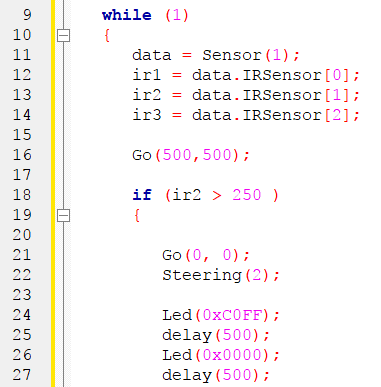 9 while (1)
10 {
11 data = Sensor(1);
12 ir1 = data.IRSensor[0];
13 ir2 = data.IRSensor[1];
14 ir3 = data.IRSensor[2];
15
16 Go(500,500);
17
18 if (ir2 > 250 )
19 {
20
21 Go(0, 0);
22 Steering(2);
23
24 Led(0xC0FF);
25 delay(500);
26 Led(0x0000);
27 delay(500);